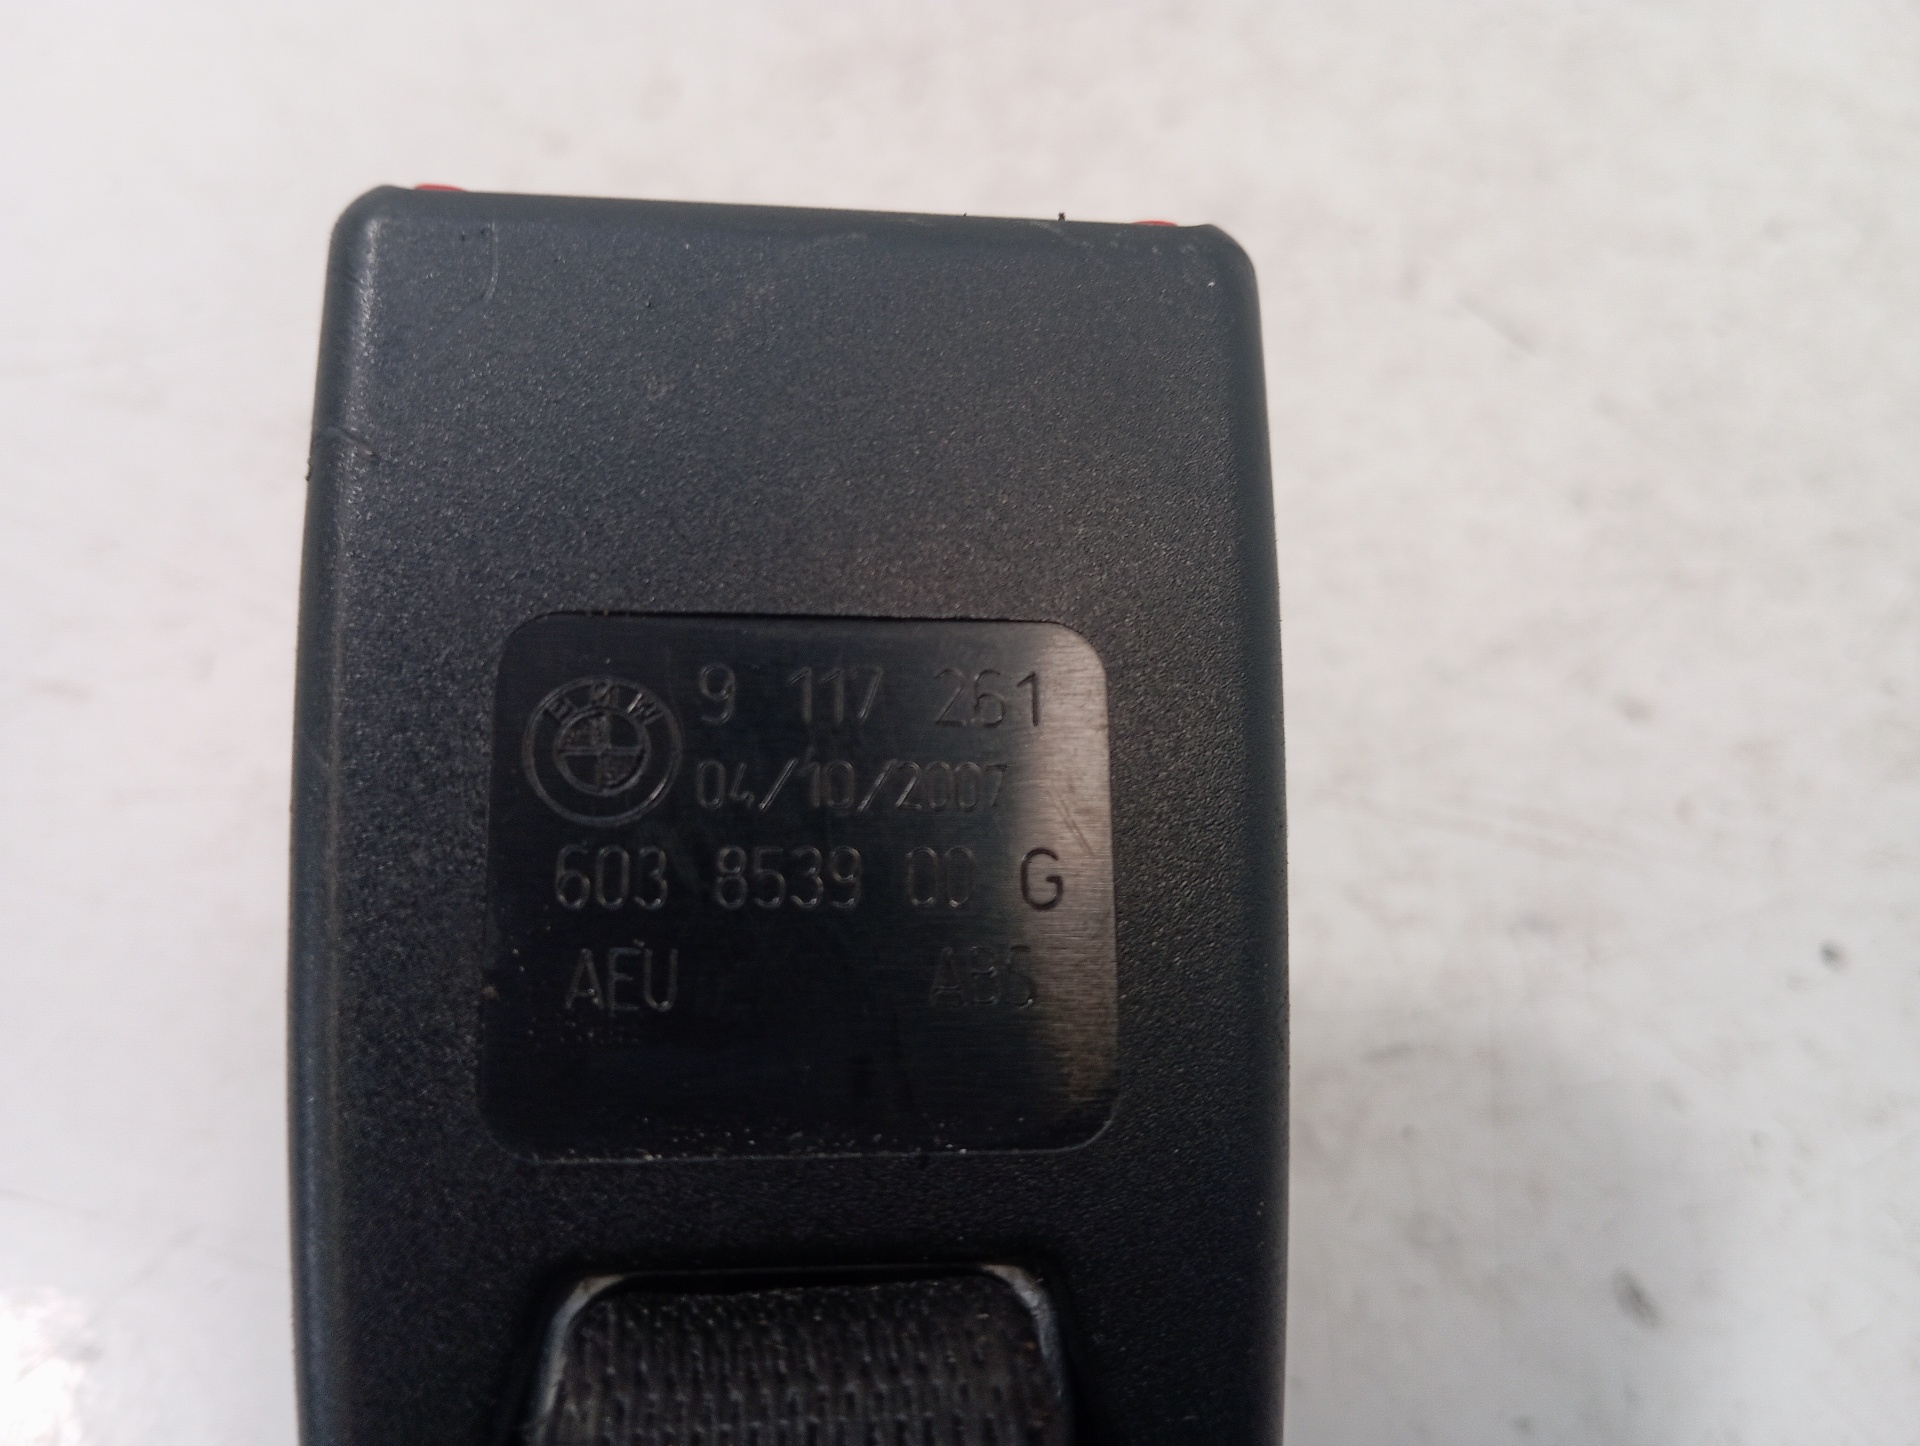 BMW
9 117 261
04/10/2007
603 8539 00 G
AEU ABS